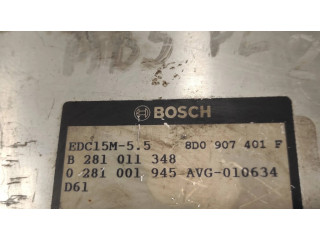 BOSCH
EDC15M-5.5 8D0 907 401 F
B 281 011 348
0 281 001 945 AVG-010634
D61